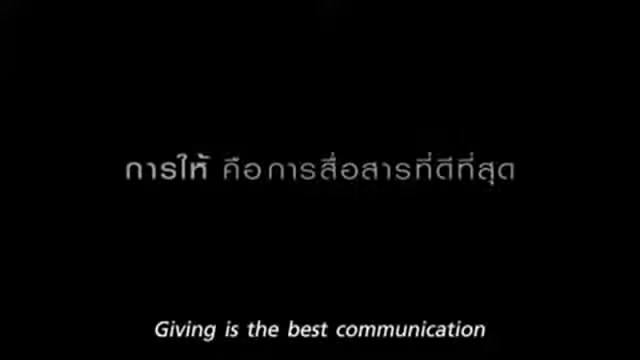 การให้ คือการสื่อสารที่ดีที่สุด
Giving is the best communication